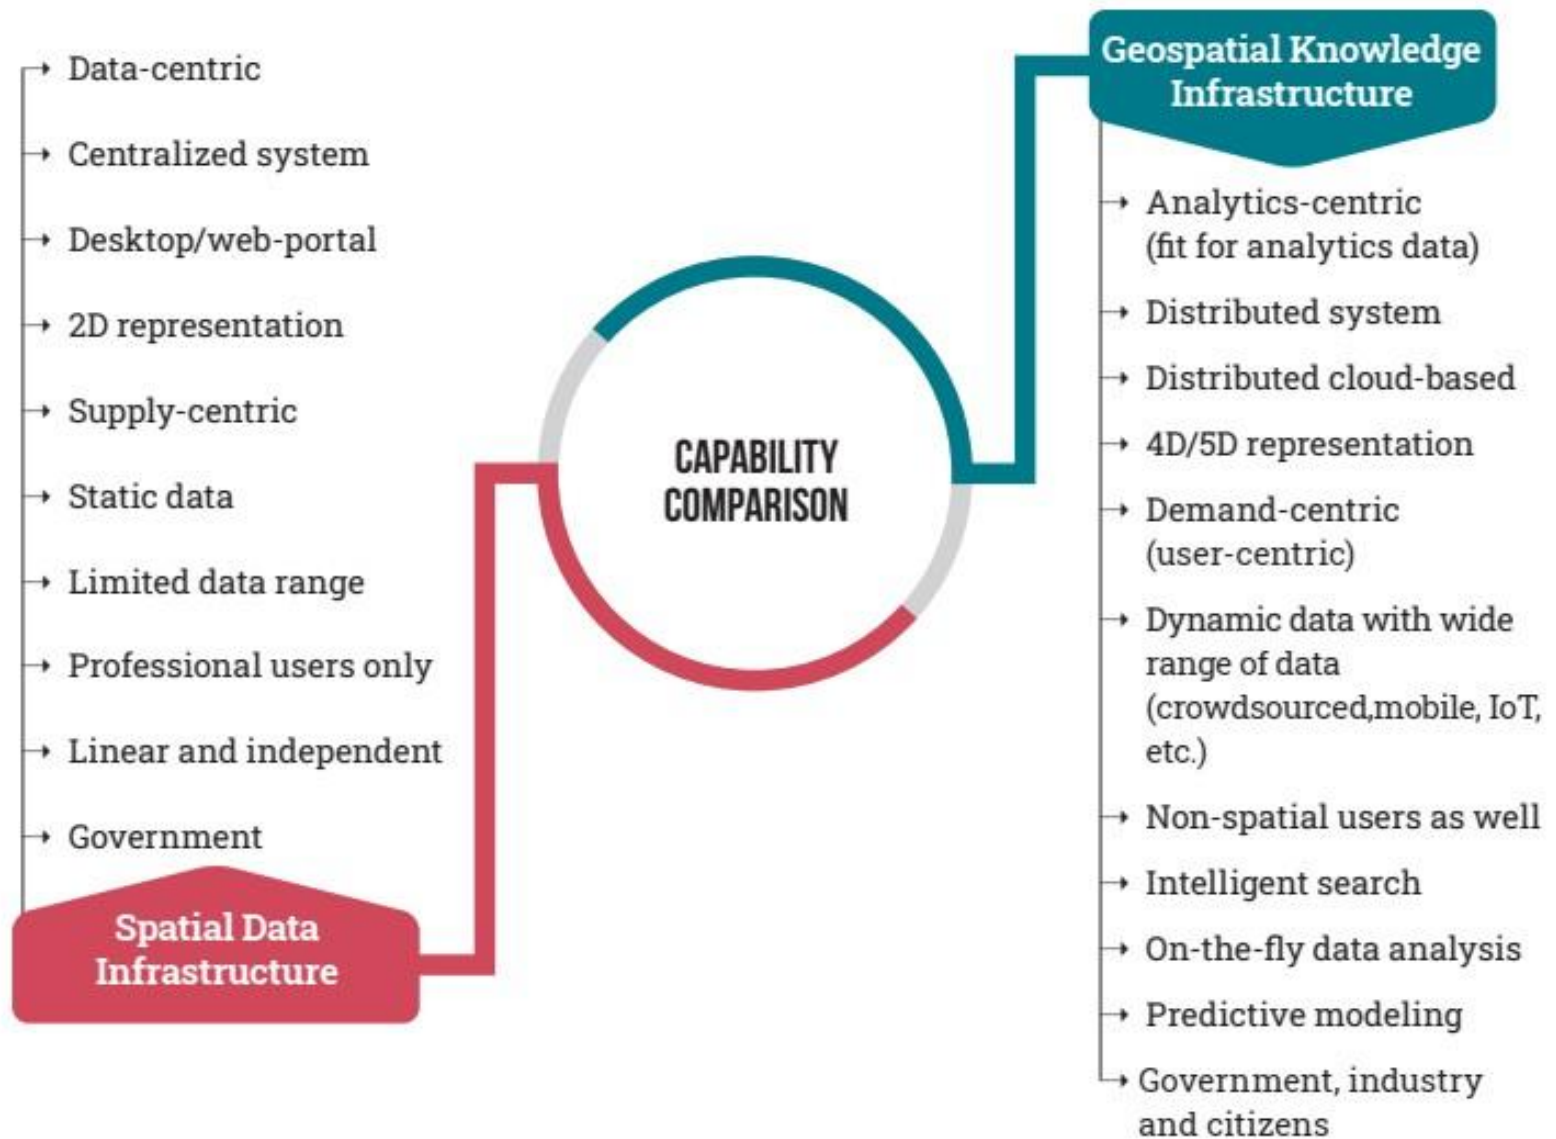 Data-centric
Centralized system
Desktop/web-portal
2D representation
Supply-centric
Static data
Limited data range
Professional users only
Linear and independent
Government
Spatial Data
Infrastructure
CAPABILITY
COMPARISON
Geospatial Knowledge
Infrastructure
Analytics-centric
(fit for analytics data)
Distributed system
Distributed cloud-based
4D/5D representation
Demand-centric
(user-centric)
Dynamic data with wide
range of data
(crowdsourced,mobile, IoT,
etc.)
Non-spatial users as well
Intelligent search
On-the-fly data analysis
Predictive modeling
Government, industry
and citizens